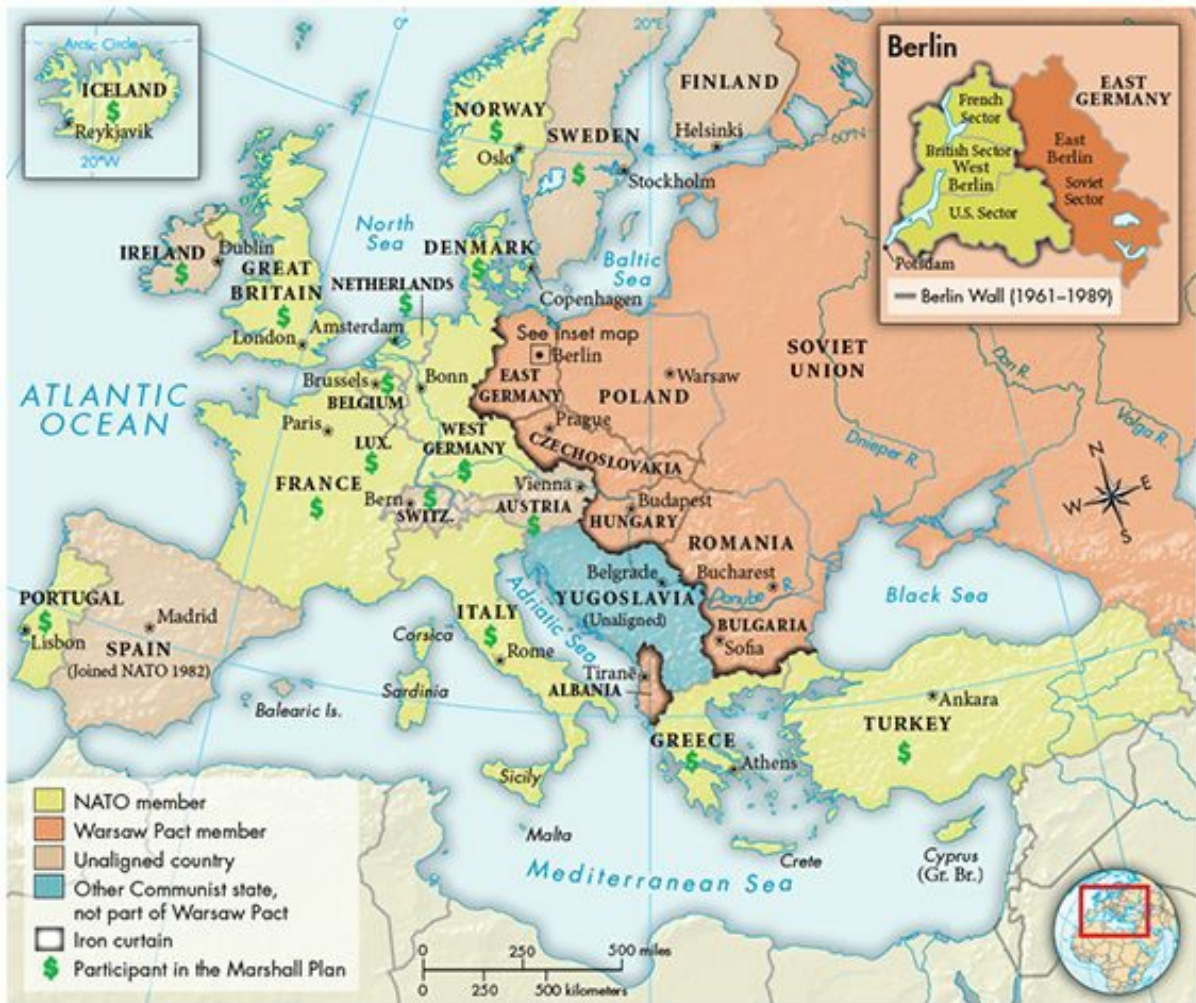 Arctic Circle
ICELAND
$
Reykjavik
20°W
0°
20°E
NORWAY
$
Oslo
SWEDEN
$
Stockholm
FINLAND
Helsinki
60°N
Berlin
French
Sector
British Sector
West
Berlin
U.S. Sector
EAST
GERMANY
East
Berlin
Soviet
Sector
Potsdam
Berlin Wall (1961–1989)
North
Sea
IRELAND
$
Dublin
GREAT
BRITAIN
$
London
DENMARK
$
Copenhagen
Baltic
Sea
NETHERLANDS
$
Amsterdam
ATLANTIC
OCEAN
Brussels
$
BELGIUM
Bonn
LUX.
$
WEST
GERMANY
$
See inset map
Berlin
EAST
GERMANY
POLAND
Warsaw
SOVIET
UNION
Don R.
Volga R.
Dnieper R.
Prague
CZECHOSLOVAKIA
Paris
FRANCE
$
Bern
$
SWITZ.
Vienna
AUSTRIA
$
Budapest
HUNGARY
ROMANIA
Bucharest
Danube R.
Belgrade
YUGOSLAVIA
(Unaligned)
BULGARIA
Sofia
Black Sea
N
W
E
S
40°N
PORTUGAL
$
Lisbon
Madrid
SPAIN
(Joined NATO 1982)
Balearic Is.
Corsica
Sardinia
ITALY
$
Rome
Adriatic Sea
Tiranë
ALBANIA
GREECE
$
Athens
TURKEY
$
Ankara
Sicily
Malta
Crete
Cyprus
(Gr. Br.)
Mediterranean Sea
NATO member
Warsaw Pact member
Unaligned country
Other Communist state,
not part of Warsaw Pact
Iron curtain
$ Participant in the Marshall Plan
0 250 500 miles
0 250 500 kilometers